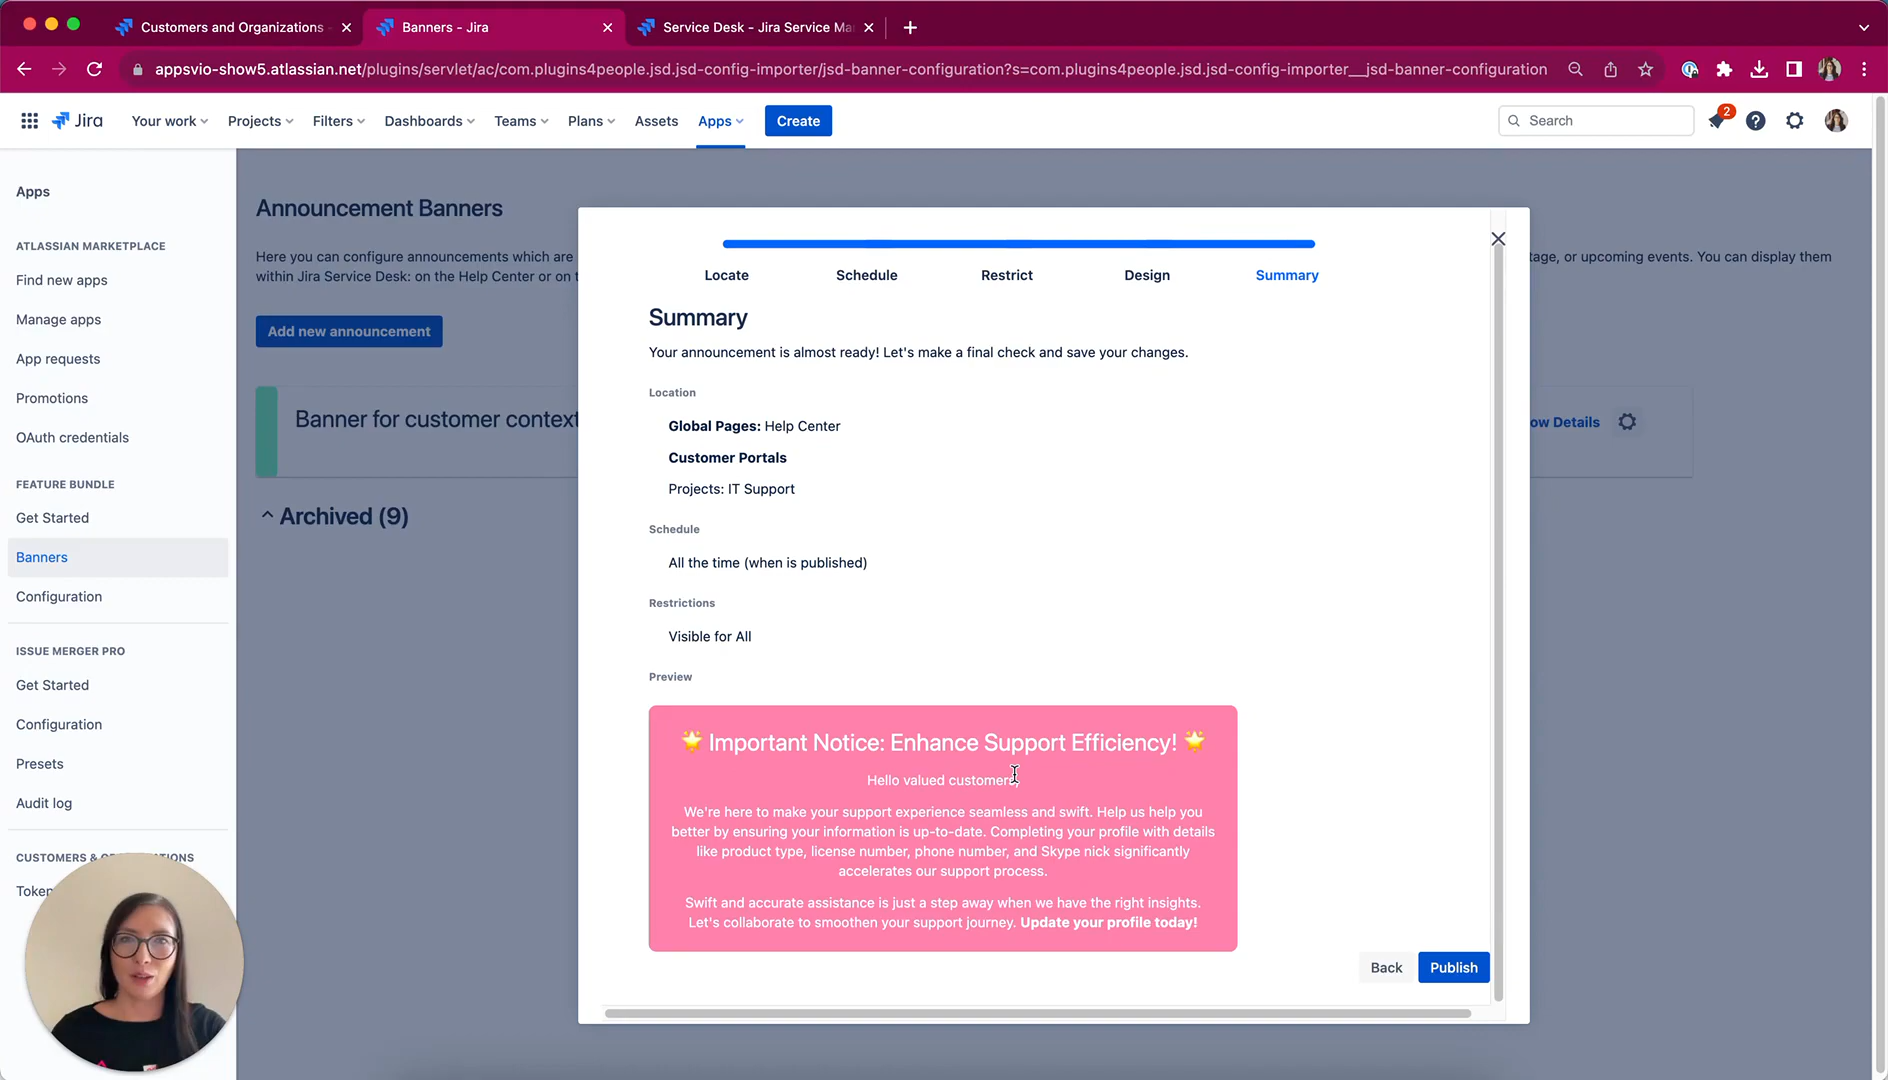 Customers and Organizations
Banners - Jira
Service Desk - Jira Service Ma
appsvio-show5.atlassian.net/plugins/servlet/ac/com.plugins4people.jsd.jsd-config-importer/jsd-banner-configuration?s=com.plugins4people.jsd.jsd-config-importer__jsd-banner-configuration
Jira
Your work
Projects
Filters
Dashboards
Teams
Plans
Assets
Apps
Create
Search
2
Apps
ATLASSIAN MARKETPLACE
Find new apps
Manage apps
App requests
Promotions
OAuth credentials
FEATURE BUNDLE
Get Started
Banners
Configuration
ISSUE MERGER PRO
Get Started
Configuration
Presets
Audit log
CUSTOMERS & ORGANIZATIONS
Token
Announcement Banners
Here you can configure announcements which are
tage, or upcoming events. You can display them
within Jira Service Desk: on the Help Center or on t
Add new announcement
Banner for customer context
ow Details
Archived (9)
Locate
Schedule
Restrict
Design
Summary
Summary
Your announcement is almost ready! Let's make a final check and save your changes.
Location
Global Pages: Help Center
Customer Portals
Projects: IT Support
Schedule
All the time (when is published)
Restrictions
Visible for All
Preview
🌟 Important Notice: Enhance Support Efficiency! 🌟
Hello valued customers,
We're here to make your support experience seamless and swift. Help us help you
better by ensuring your information is up-to-date. Completing your profile with details
like product type, license number, phone number, and Skype nick significantly
accelerates our support process.
Swift and accurate assistance is just a step away when we have the right insights.
Let's collaborate to smoothen your support journey. Update your profile today!
Back
Publish